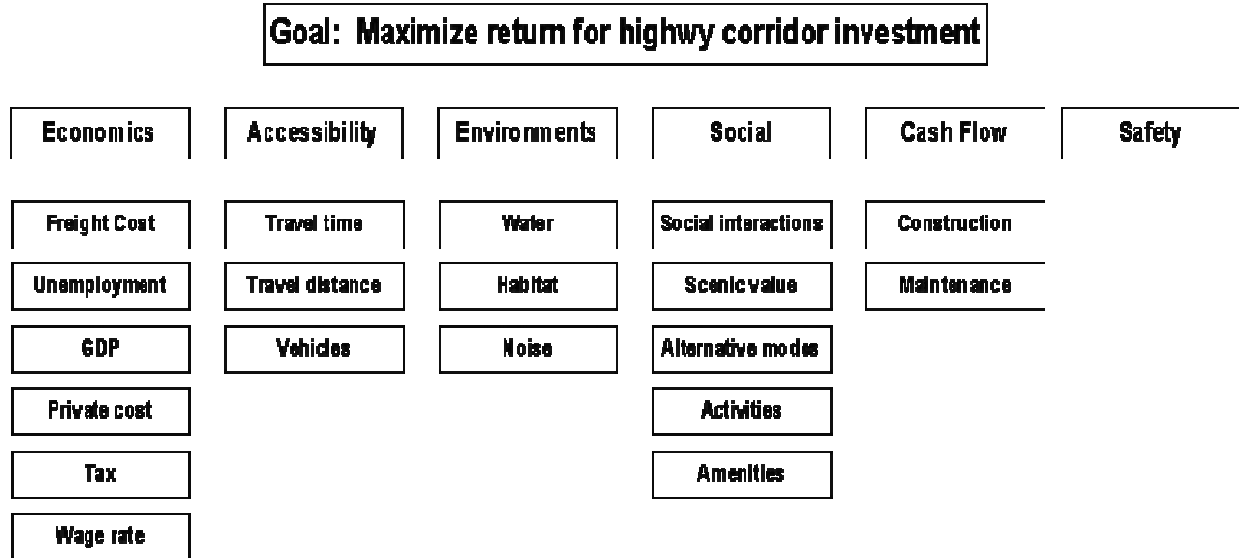 Goal: Maximize return for highwy corridor investment
Economics
Accessibility
Environments
Social
Cash Flow
Safety
Freight Cost
Travel time
Water
Social interactions
Construction
Unemployment
Travel distance
Habitat
Scenic value
Maintenance
GDP
Vehicles
Noise
Alternative modes
Private cost
Activities
Tax
Amenities
Wage rate